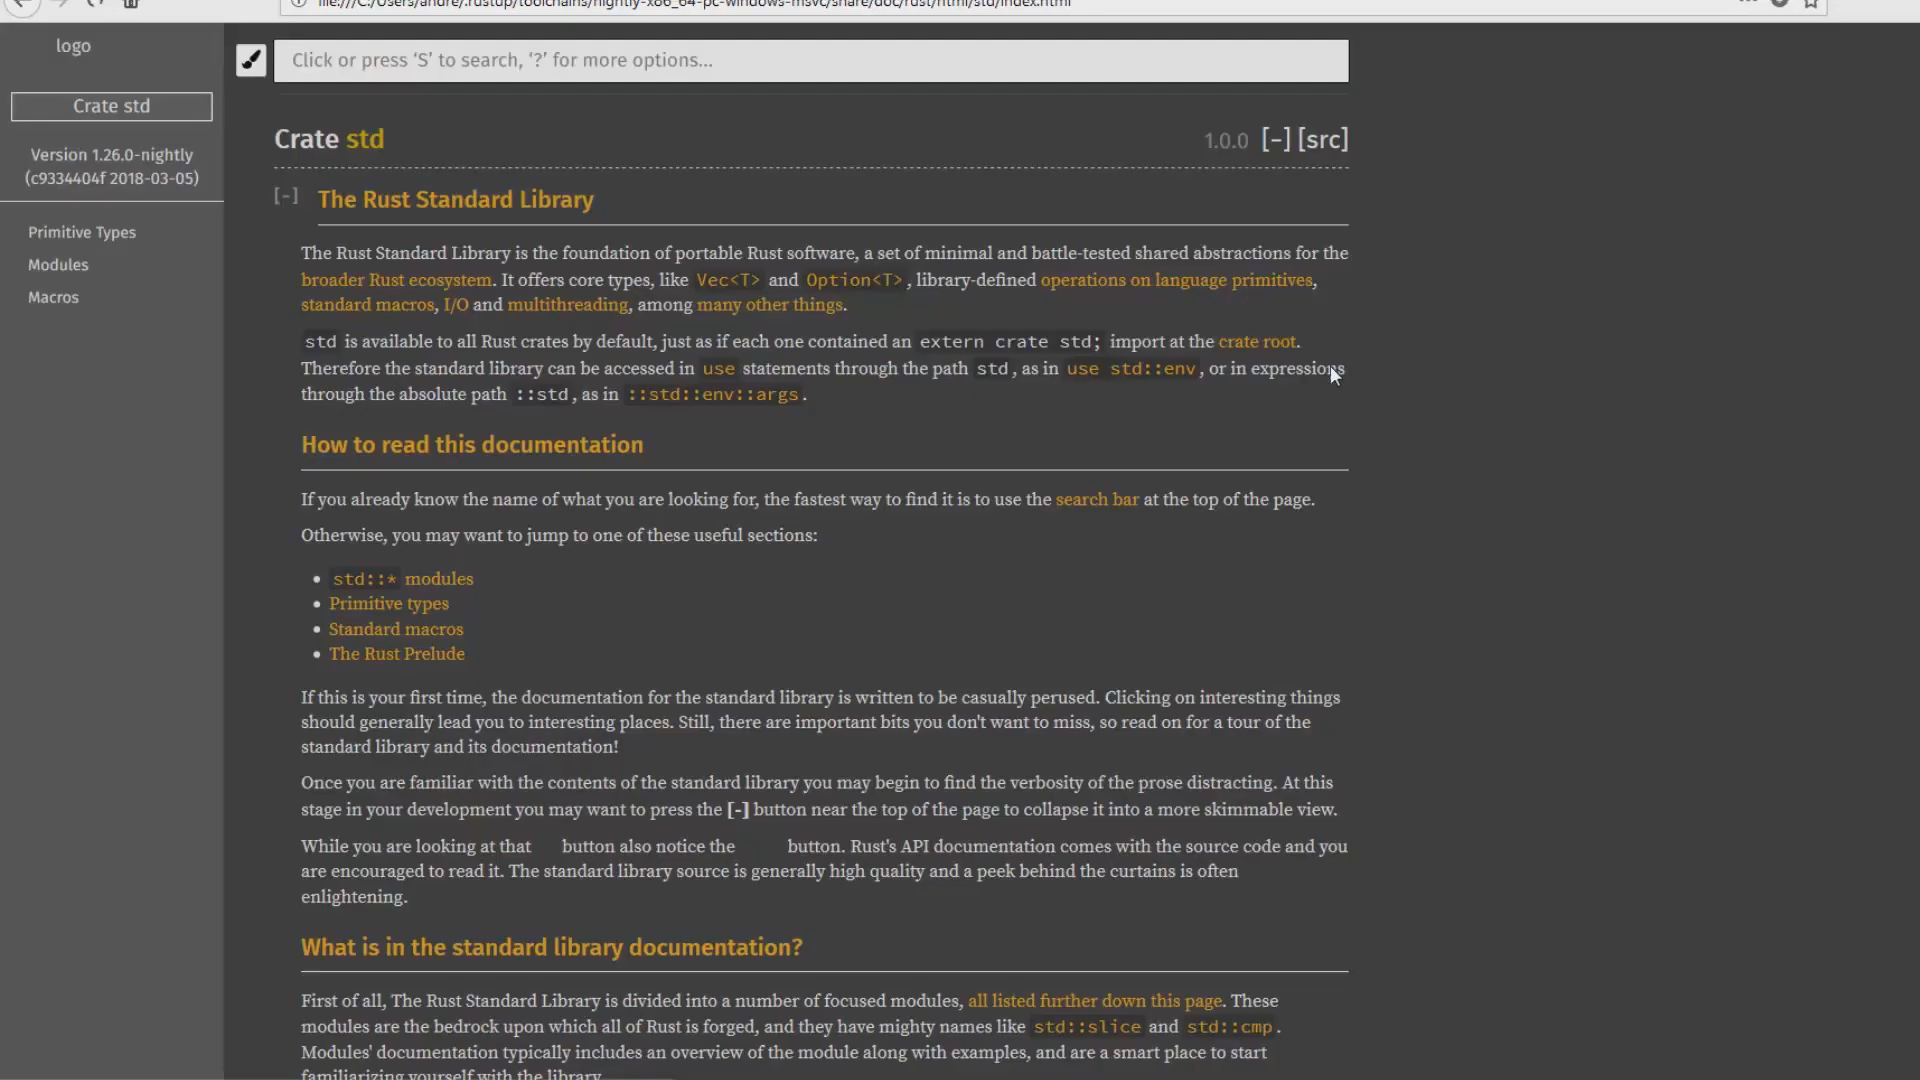 file:///C:/Users/andre/.rustup/toolchains/nightly-x86_64-pc-windows-msvc/share/doc/rust/html/std/index.html
logo
Click or press ‘S’ to search, ‘?’ for more options...
Crate std
Version 1.26.0-nightly
(c9334404f 2018-03-05)
Primitive Types
Modules
Macros
Crate std 1.0.0 [-] [src]
[-] The Rust Standard Library
The Rust Standard Library is the foundation of portable Rust software, a set of minimal and battle-tested shared abstractions for the
broader Rust ecosystem. It offers core types, like Vec<T> and Option<T>, library-defined operations on language primitives,
standard macros, I/O and multithreading, among many other things.
std is available to all Rust crates by default, just as if each one contained an extern crate std; import at the crate root.
Therefore the standard library can be accessed in use statements through the path std, as in use std::env, or in expressions
through the absolute path ::std, as in ::std::env::args.
How to read this documentation
If you already know the name of what you are looking for, the fastest way to find it is to use the search bar at the top of the page.
Otherwise, you may want to jump to one of these useful sections:
• std::* modules
• Primitive types
• Standard macros
• The Rust Prelude
If this is your first time, the documentation for the standard library is written to be casually perused. Clicking on interesting things
should generally lead you to interesting places. Still, there are important bits you don't want to miss, so read on for a tour of the
standard library and its documentation!
Once you are familiar with the contents of the standard library you may begin to find the verbosity of the prose distracting. At this
stage in your development you may want to press the [-] button near the top of the page to collapse it into a more skimmable view.
While you are looking at that button also notice the button. Rust's API documentation comes with the source code and you
are encouraged to read it. The standard library source is generally high quality and a peek behind the curtains is often
enlightening.
What is in the standard library documentation?
First of all, The Rust Standard Library is divided into a number of focused modules, all listed further down this page. These
modules are the bedrock upon which all of Rust is forged, and they have mighty names like std::slice and std::cmp.
Modules' documentation typically includes an overview of the module along with examples, and are a smart place to start
familiarizing yourself with the library.